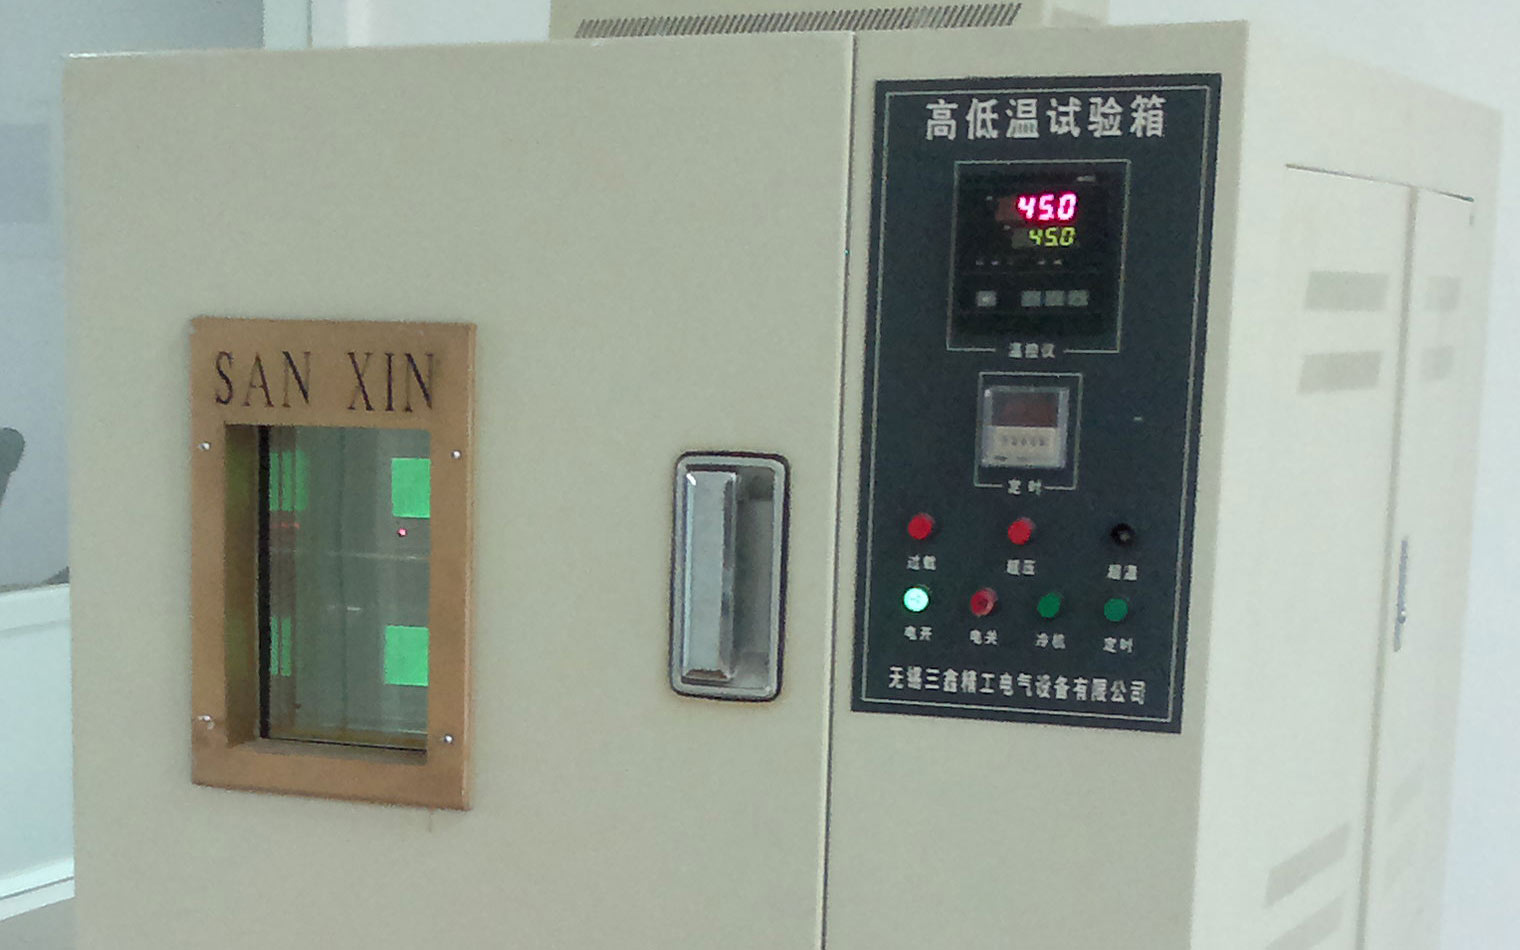 高低温试验箱
45.0
45.0
温控仪
SAN XIN
定时
过载 超压 超温
电开 电关 冷机 定时
无锡三鑫精工电气设备有限公司